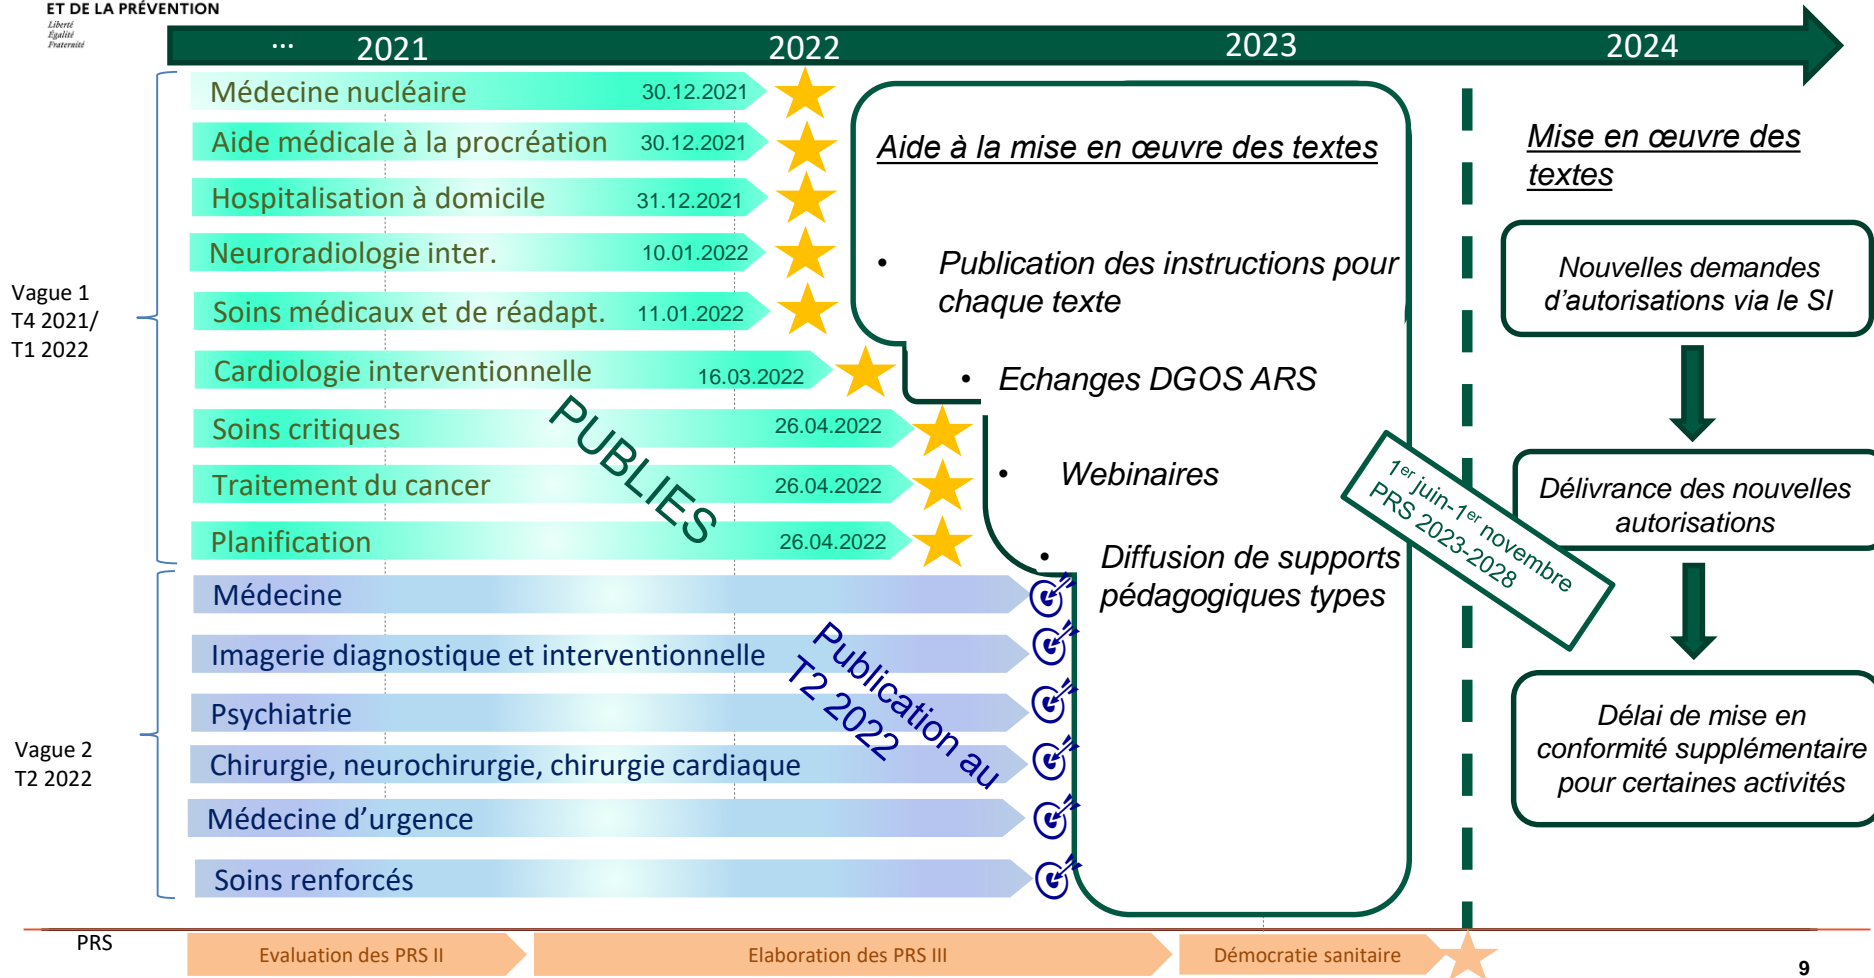 ET DE LA PRÉVENTION
Liberté
Égalité
Fraternité
... 2021 2022 2023 2024
Vague 1
T4 2021/
T1 2022
Médecine nucléaire 30.12.2021
Aide médicale à la procréation 30.12.2021
Hospitalisation à domicile 31.12.2021
Neuroradiologie inter. 10.01.2022
Soins médicaux et de réadapt. 11.01.2022
Cardiologie interventionnelle 16.03.2022
Soins critiques 26.04.2022
Traitement du cancer 26.04.2022
Planification 26.04.2022
PUBLIES
Vague 2
T2 2022
Médecine
Imagerie diagnostique et interventionnelle
Psychiatrie
Chirurgie, neurochirurgie, chirurgie cardiaque
Médecine d’urgence
Soins renforcés
Publication au
T2 2022
Aide à la mise en œuvre des textes
• Publication des instructions pour
chaque texte
• Echanges DGOS ARS
• Webinaires
• Diffusion de supports
pédagogiques types
1er juin-1er novembre
PRS 2023-2028
Mise en œuvre des
textes
Nouvelles demandes
d’autorisations via le SI
Délivrance des nouvelles
autorisations
Délai de mise en
conformité supplémentaire
pour certaines activités
PRS
Evaluation des PRS II
Elaboration des PRS III
Démocratie sanitaire
9